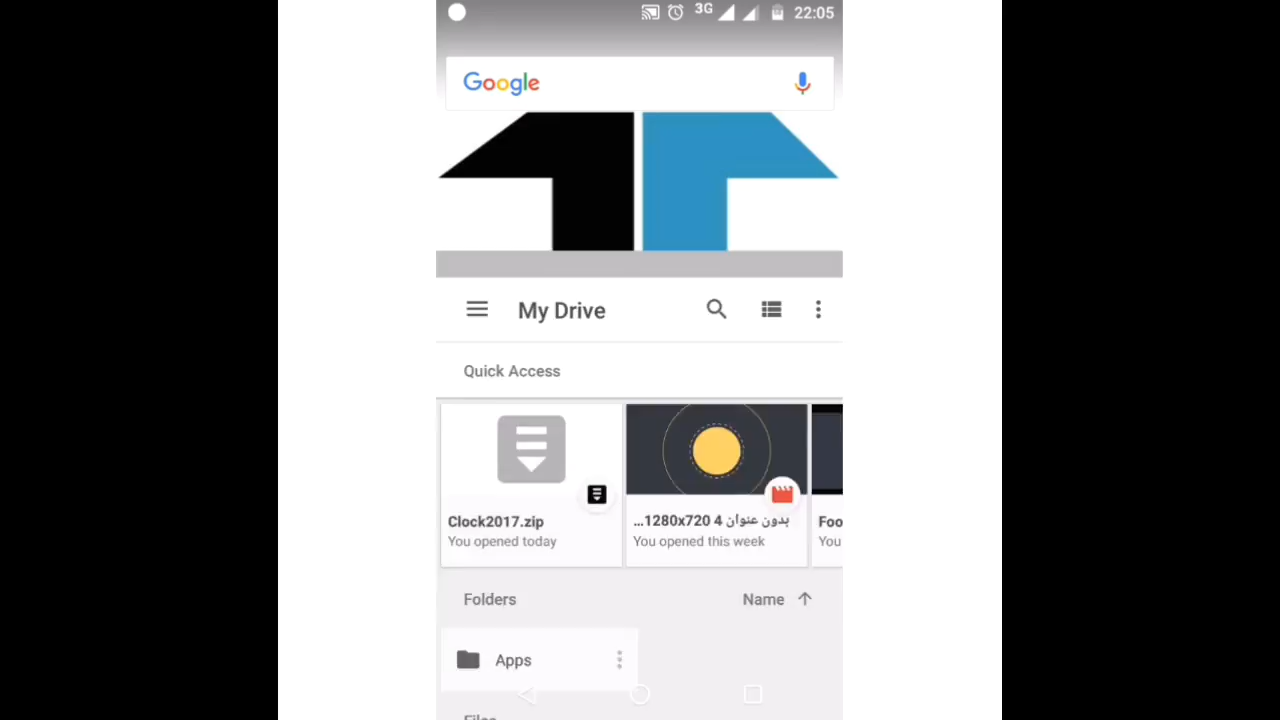 3G 22:05
Google
My Drive
Quick Access
Clock2017.zip
You opened today
...1280x720 4 بدون عنوان
You opened this week
Foo
You
Folders
Name
Apps
Files